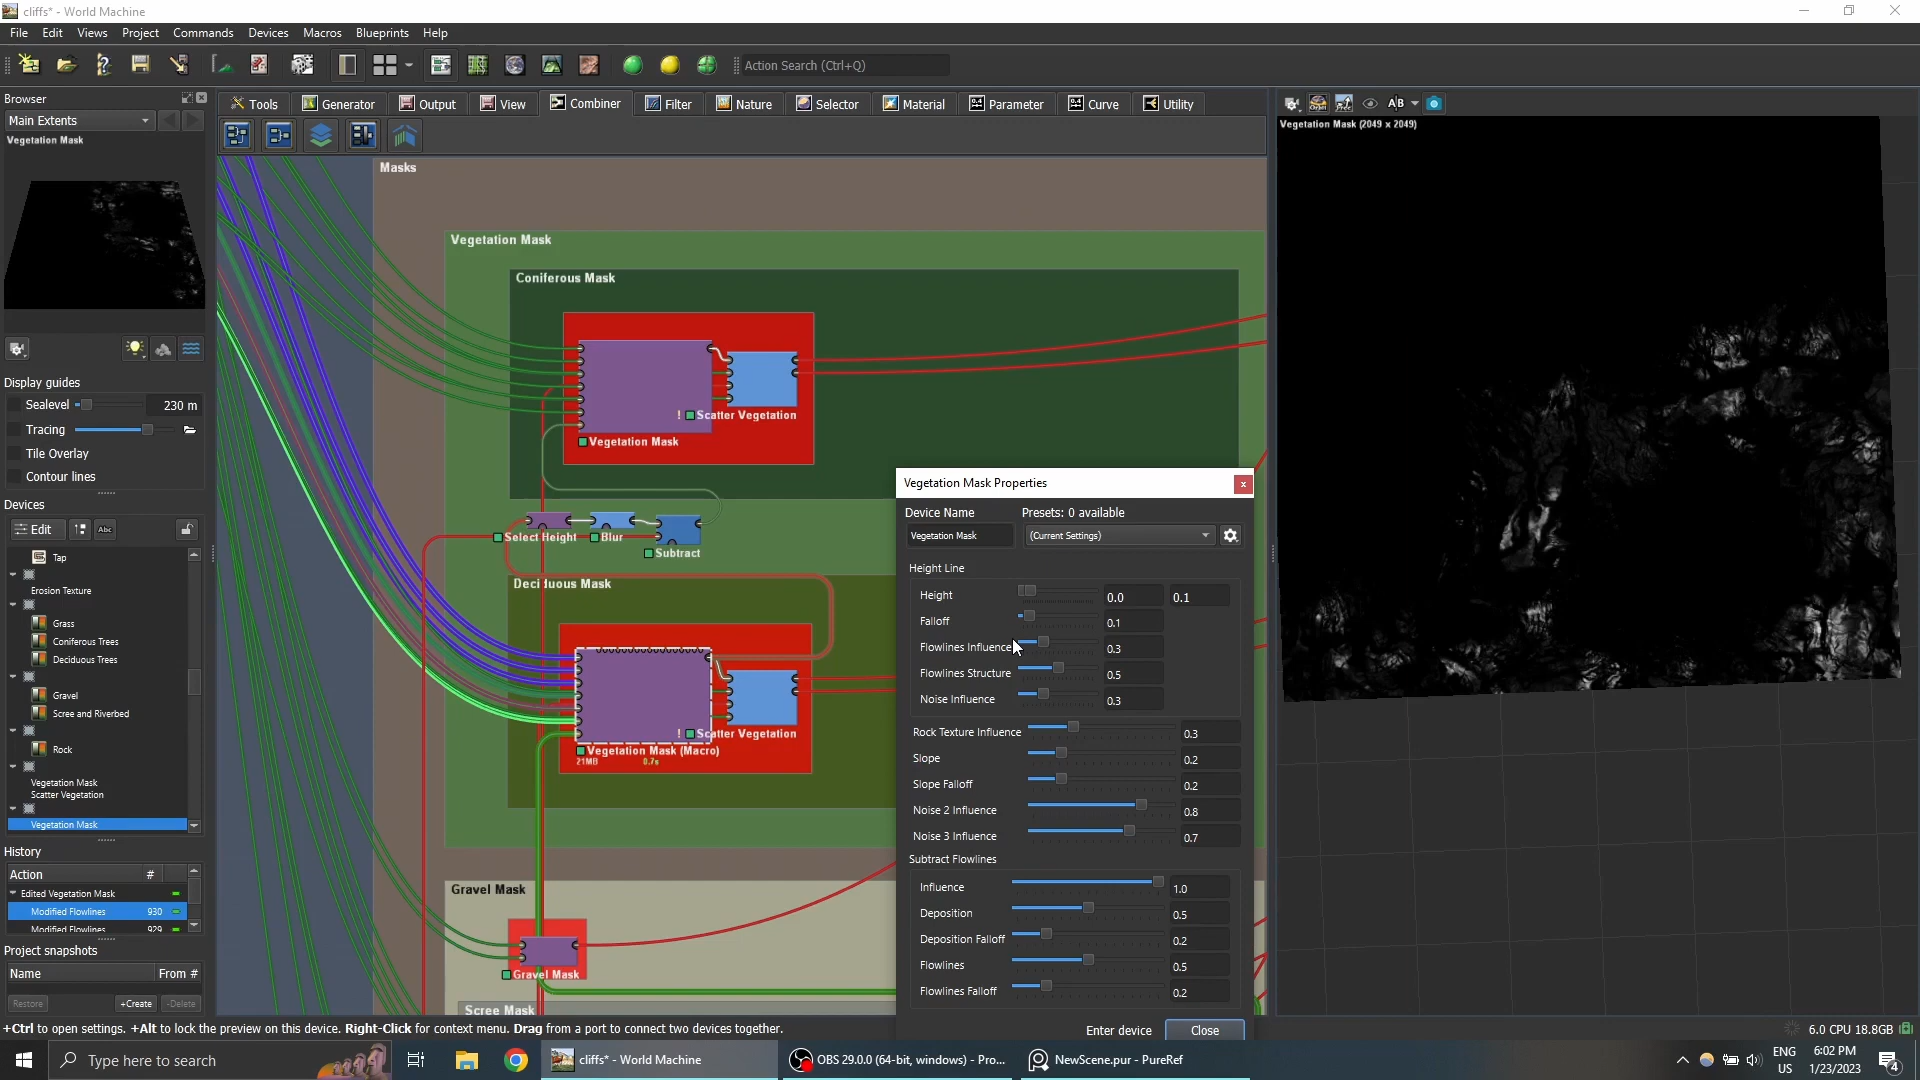 cliffs* - World Machine
File Edit Views Project Commands Devices Macros Blueprints Help
Action Search (Ctrl+Q)
Browser
Main Extents
Vegetation Mask
Display guides
Sealevel 230 m
Tracing
Tile Overlay
Contour lines
Devices
Edit Abc
Tap
Erosion Texture
Grass
Coniferous Trees
Deciduous Trees
Gravel
Scree and Riverbed
Rock
Vegetation Mask
Scatter Vegetation
Vegetation Mask
History
Action #
Edited Vegetation Mask
Modified Flowlines 930
Modified Flowlines 929
Project snapshots
Name From #
Restore +Create -Delete
Tools Generator Output View Combiner Filter Nature Selector Material Parameter Curve Utility
Masks
Vegetation Mask
Coniferous Mask
! Scatter Vegetation
Vegetation Mask
Select Height Blur
Subtract
Deciduous Mask
! Scatter Vegetation
Vegetation Mask (Macro)
21MB 0.7s
Gravel Mask
Gravel Mask
Scree Mask
Vegetation Mask Properties
Device Name Presets: 0 available
Vegetation Mask (Current Settings)
Height Line
Height 0.0 0.1
Falloff 0.1
Flowlines Influence 0.3
Flowlines Structure 0.5
Noise Influence 0.3
Rock Texture Influence 0.3
Slope 0.2
Slope Falloff 0.2
Noise 2 Influence 0.8
Noise 3 Influence 0.7
Subtract Flowlines
Influence 1.0
Deposition 0.5
Deposition Falloff 0.2
Flowlines 0.5
Flowlines Falloff 0.2
Enter device Close
AB
Vegetation Mask (2049 x 2049)
+Ctrl to open settings. +Alt to lock the preview on this device. Right-Click for context menu. Drag from a port to connect two devices together.
6.0 CPU 18.8GB
Type here to search
cliffs* - World Machine
OBS 29.0.0 (64-bit, windows) - Pro...
NewScene.pur - PureRef
ENG
US
6:02 PM
1/23/2023
4